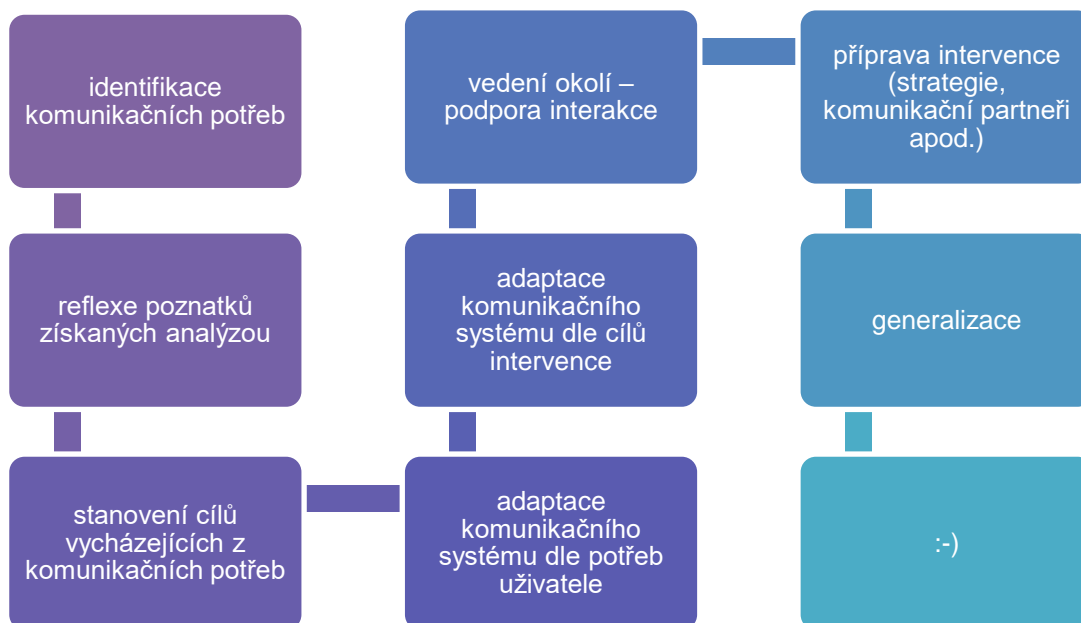 identifikace
komunikačních potřeb
reflexe poznatků
získaných analýzou
stanovení cílů
vycházejících z
komunikačních potřeb
adaptace
komunikačního
systému dle potřeb
uživatele
adaptace
komunikačního
systému dle cílů
intervence
vedení okolí –
podpora interakce
příprava intervence
(strategie,
komunikační partneři
apod.)
generalizace
:-)